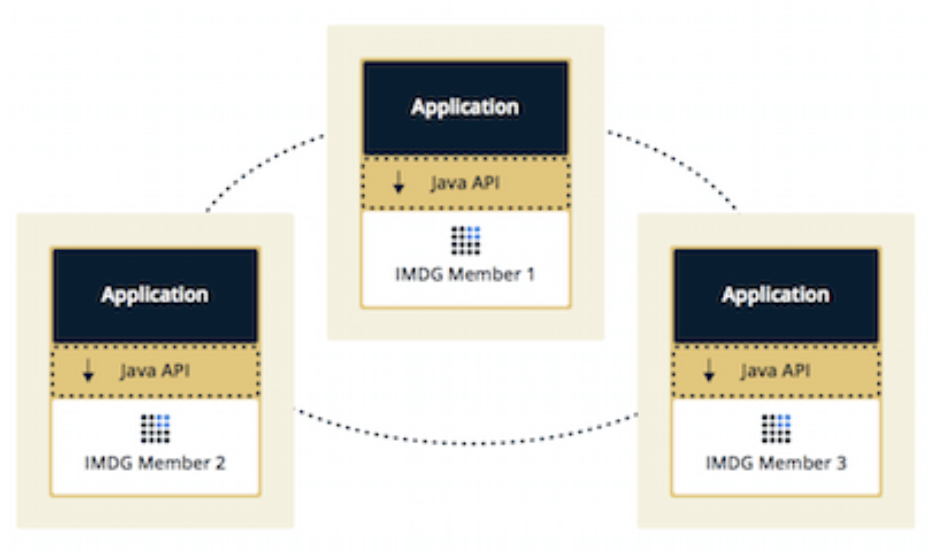 Application
Java API
IMDG Member 1
Application
Java API
IMDG Member 2
Application
Java API
IMDG Member 3